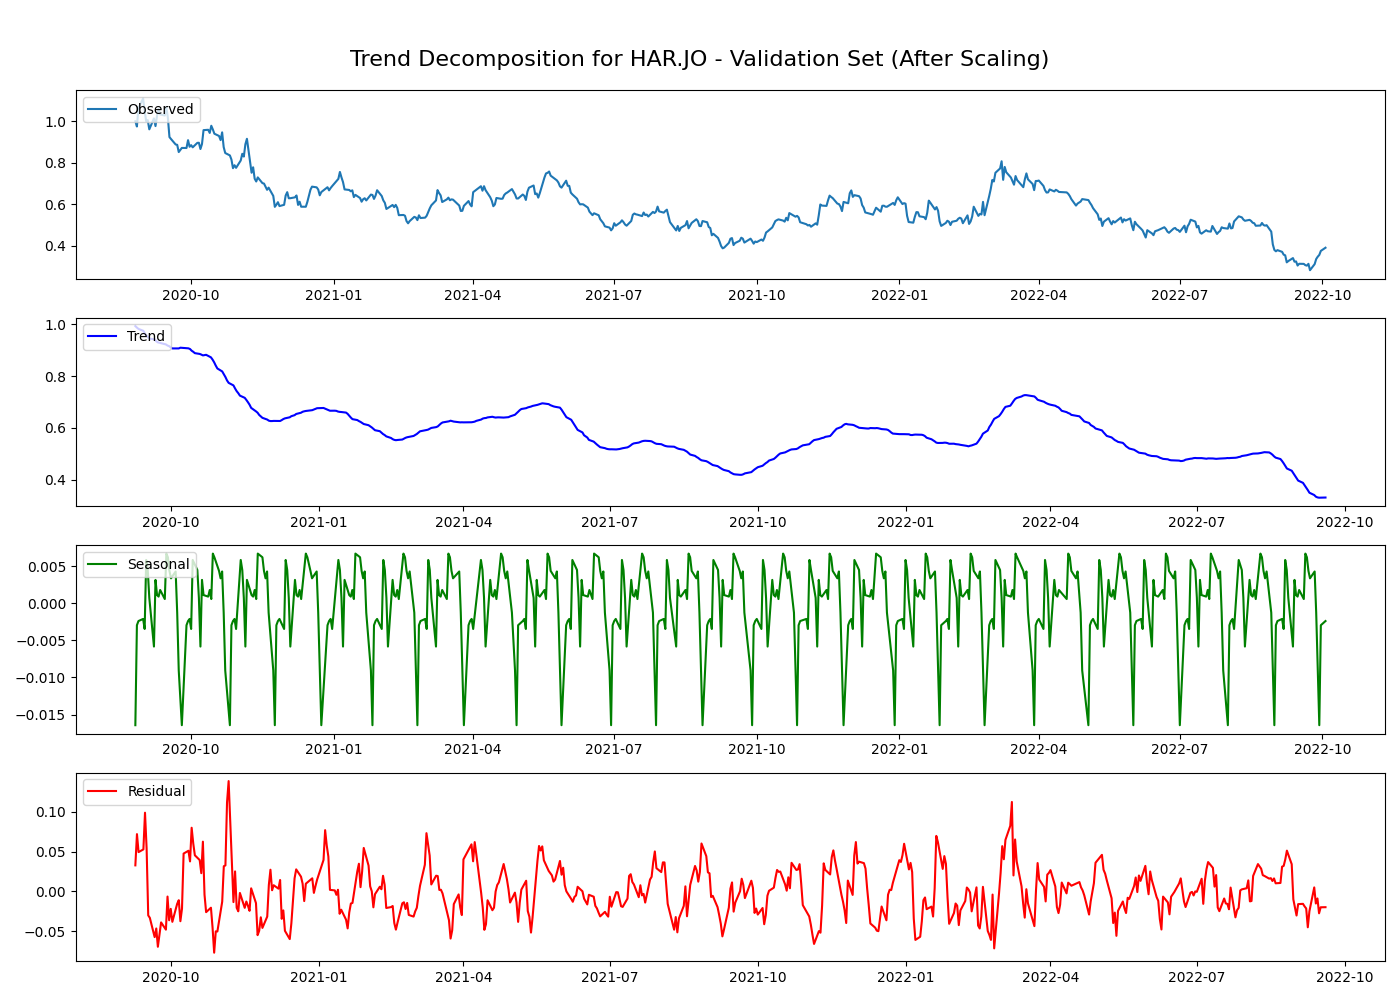 Trend Decomposition for HAR.JO - Validation Set (After Scaling)
Observed
1.0
0.8
0.6
0.4
2020-10 2021-01 2021-04 2021-07 2021-10 2022-01 2022-04 2022-07 2022-10
Trend
1.0
0.8
0.6
0.4
2020-10 2021-01 2021-04 2021-07 2021-10 2022-01 2022-04 2022-07 2022-10
Seasonal
0.005
0.000
−0.005
−0.010
−0.015
2020-10 2021-01 2021-04 2021-07 2021-10 2022-01 2022-04 2022-07 2022-10
Residual
0.10
0.05
0.00
−0.05
2020-10 2021-01 2021-04 2021-07 2021-10 2022-01 2022-04 2022-07 2022-10